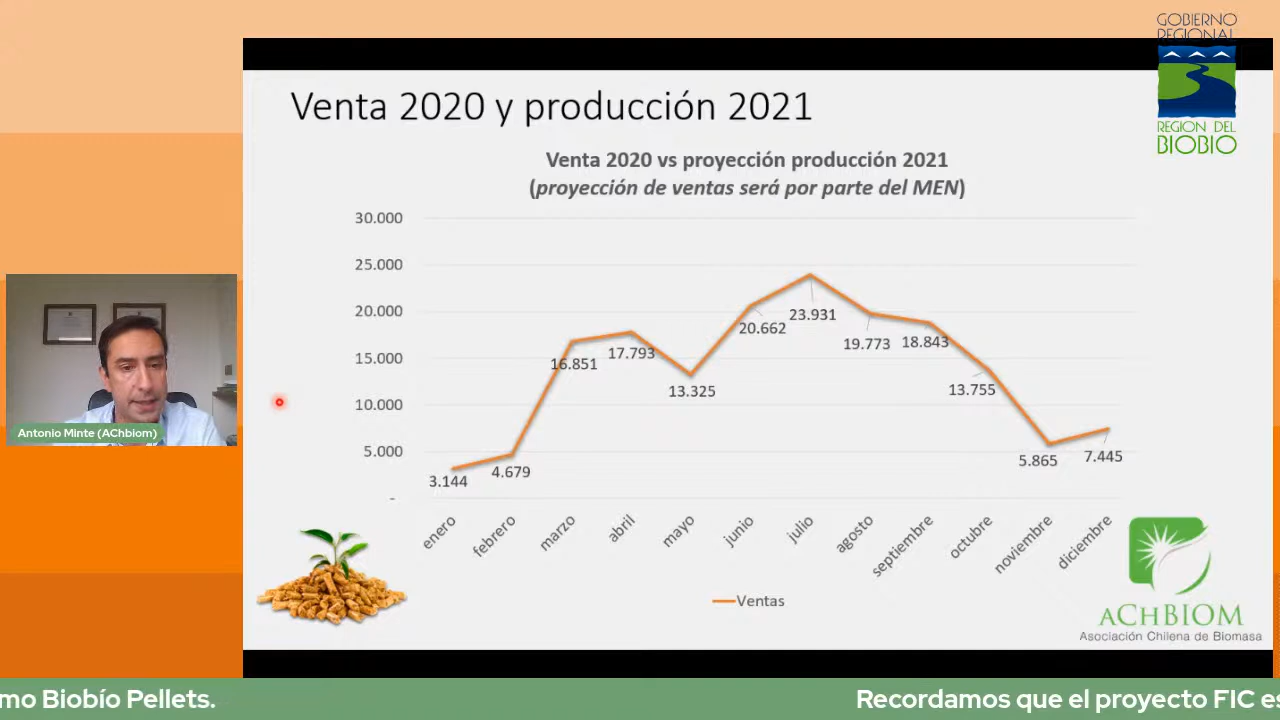 GOBIERNO
REGIONAL
REGION DEL
BIOBIO
Venta 2020 y producción 2021
Venta 2020 vs proyección producción 2021
(proyección de ventas será por parte del MEN)
30.000
25.000
20.000
15.000
10.000
5.000
-
3.144
4.679
16.851
17.793
13.325
20.662
23.931
19.773
18.843
13.755
5.865
7.445
enero
febrero
marzo
abril
mayo
junio
julio
agosto
septiembre
octubre
noviembre
diciembre
Ventas
ACHBIOM
Asociación Chilena de Biomasa
Antonio Minte (AChbiom)
mo Biobío Pellets.
Recordamos que el proyecto FIC es